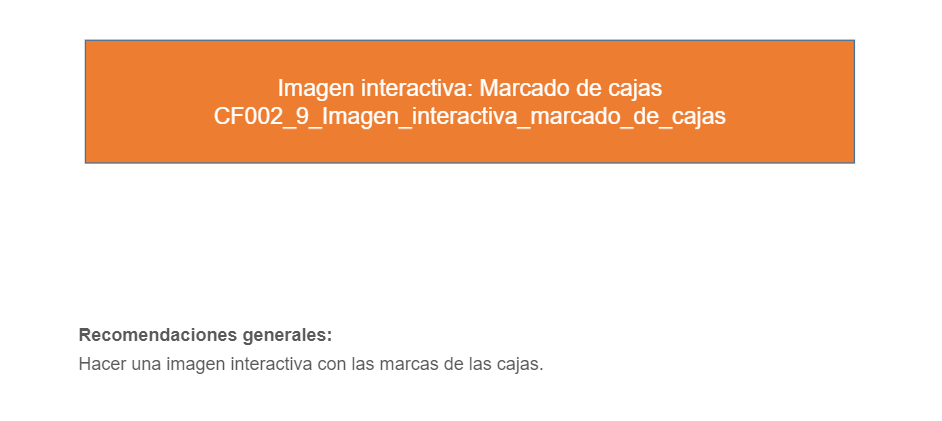 Imagen interactiva: Marcado de cajas
CF002_9_Imagen_interactiva_marcado_de_cajas
Recomendaciones generales:
Hacer una imagen interactiva con las marcas de las cajas.